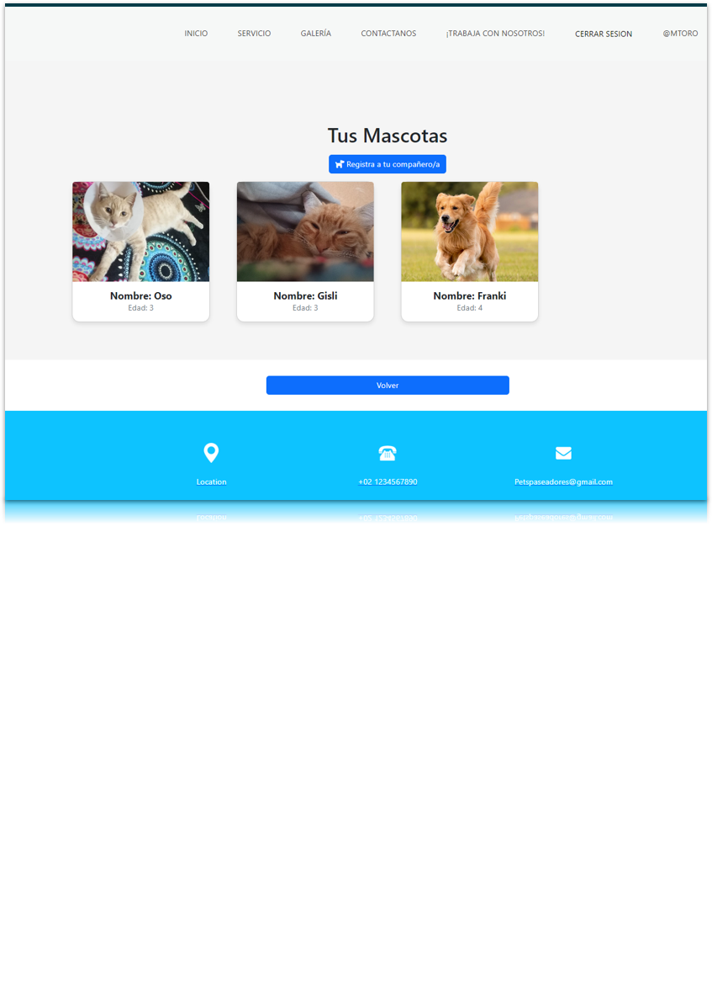 INICIO SERVICIO GALERÍA CONTACTANOS ¡TRABAJA CON NOSOTROS! CERRAR SESION @MTORO
Tus Mascotas
Registra a tu compañero/a
Nombre: Oso Nombre: Gisli Nombre: Franki
Edad: 3 Edad: 3 Edad: 4
Volver
Location +02 1234567890 Petspaseadores@gmail.com